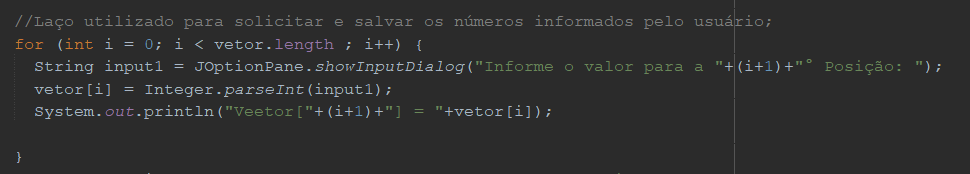 //Laço utilizado para solicitar e salvar os números informados pelo usuário;
for (int i = 0; i < vetor.length ; i++) {
String input1 = JOptionPane.showInputDialog("Informe o valor para a "+(i+1)+"° Posição: ");
vetor[i] = Integer.parseInt(input1);
System.out.println("Veetor["+(i+1)+"] = "+vetor[i]);
}